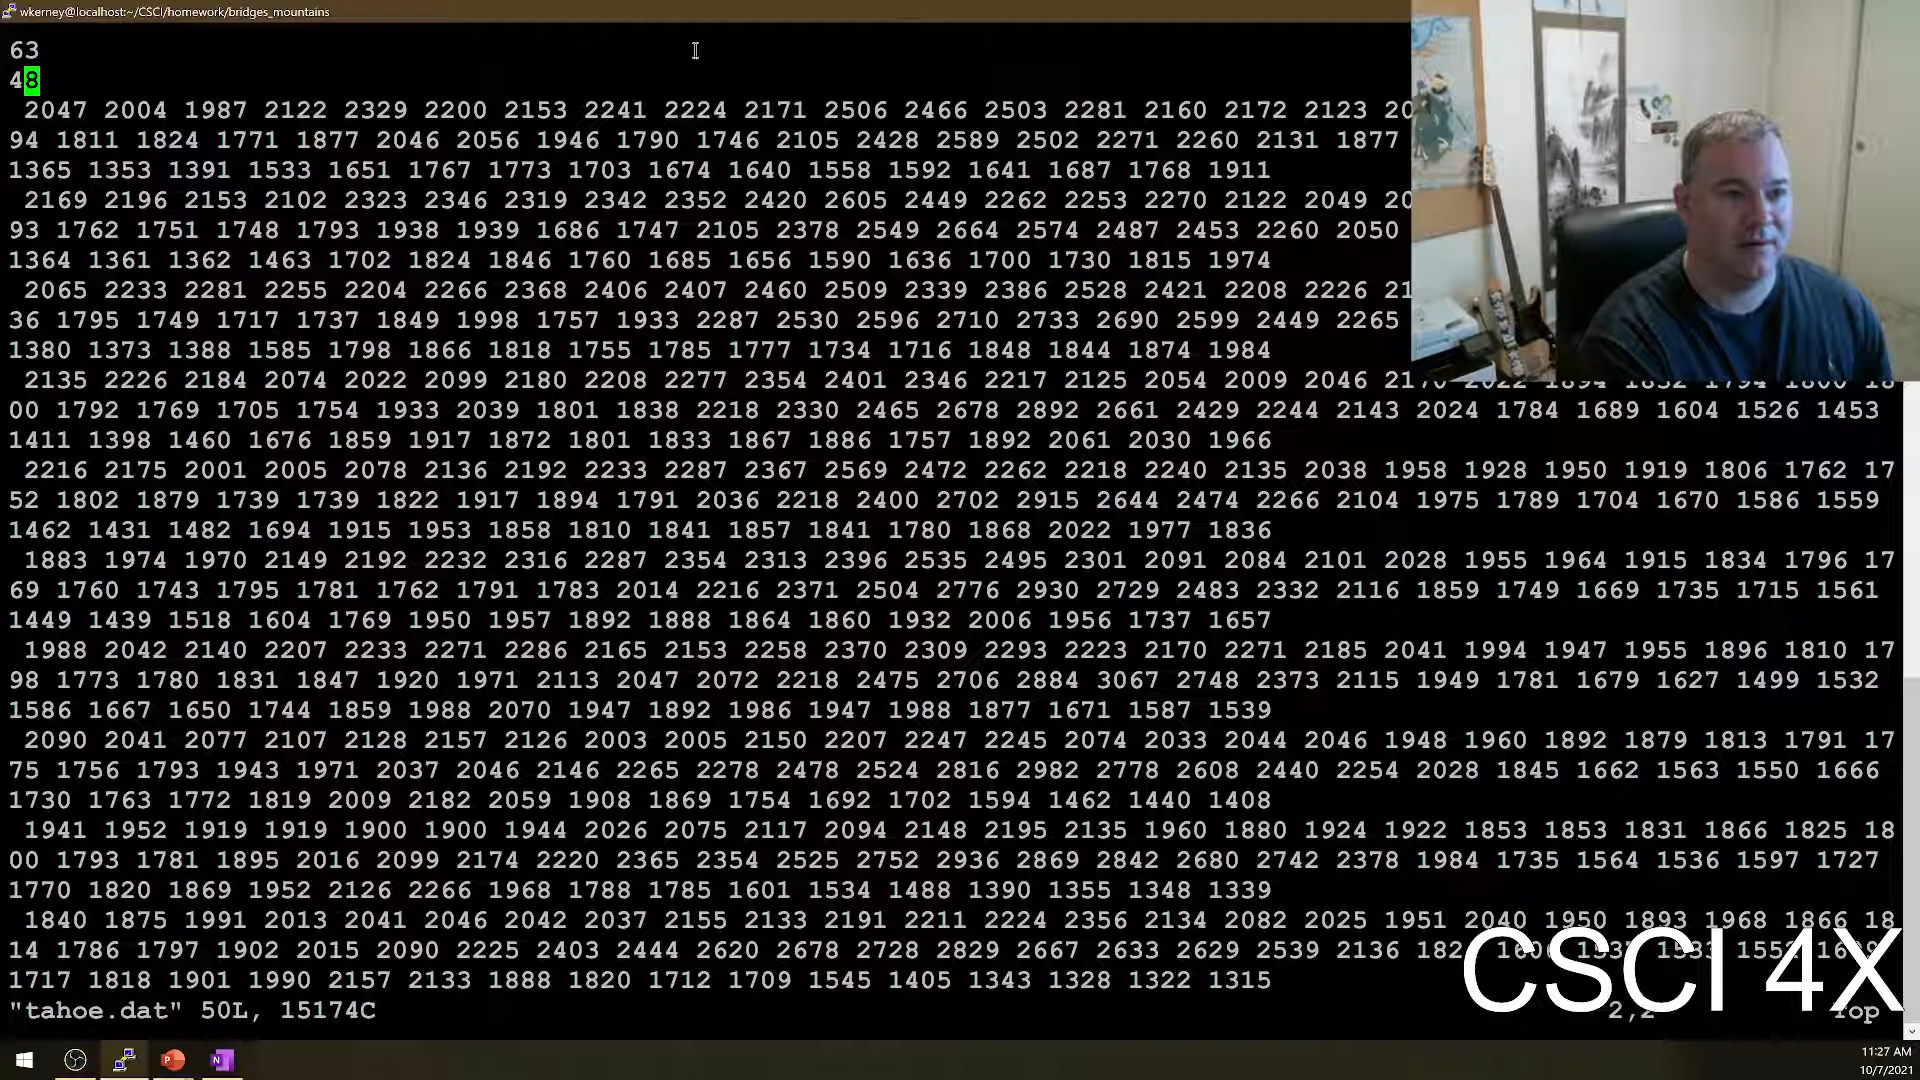 wkerney@localhost:~/CSCI/homework/bridges_mountains
63
48
2047 2004 1987 2122 2329 2200 2153 2241 2224 2171 2506 2466 2503 2281 2160 2172 2123
94 1811 1824 1771 1877 2046 2056 1946 1790 1746 2105 2428 2589 2502 2271 2260 2131 1877
1365 1353 1391 1533 1651 1767 1773 1703 1674 1640 1558 1592 1641 1687 1768 1911
2169 2196 2153 2102 2323 2346 2319 2342 2352 2420 2605 2449 2262 2253 2270 2122 2049
93 1762 1751 1748 1793 1938 1939 1686 1747 2105 2378 2549 2664 2574 2487 2453 2260 2050
1364 1361 1362 1463 1702 1824 1846 1760 1685 1656 1590 1636 1700 1730 1815 1974
2065 2233 2281 2255 2204 2266 2368 2406 2407 2460 2509 2339 2386 2528 2421 2208 2226
36 1795 1749 1717 1737 1849 1998 1757 1933 2287 2530 2596 2710 2733 2690 2599 2449 2265
1380 1373 1388 1585 1798 1866 1818 1755 1785 1777 1734 1716 1848 1844 1874 1984
2135 2226 2184 2074 2022 2099 2180 2208 2277 2354 2401 2346 2217 2125 2054 2009 2046
00 1792 1769 1705 1754 1933 2039 1801 1838 2218 2330 2465 2678 2892 2661 2429 2244 2143 2024 1784 1689 1604 1526 1453
1411 1398 1460 1676 1859 1917 1872 1801 1833 1867 1886 1757 1892 2061 2030 1966
2216 2175 2001 2005 2078 2136 2192 2233 2287 2367 2569 2472 2262 2218 2240 2135 2038 1958 1928 1950 1919 1806 1762 17
52 1802 1879 1739 1739 1822 1917 1894 1791 2036 2218 2400 2702 2915 2644 2474 2266 2104 1975 1789 1704 1670 1586 1559
1462 1431 1482 1694 1915 1953 1858 1810 1841 1857 1841 1780 1868 2022 1977 1836
1883 1974 1970 2149 2192 2232 2316 2287 2354 2313 2396 2535 2495 2301 2091 2084 2101 2028 1955 1964 1915 1834 1796 17
69 1760 1743 1795 1781 1762 1791 1783 2014 2216 2371 2504 2776 2930 2729 2483 2332 2116 1859 1749 1669 1735 1715 1561
1449 1439 1518 1604 1769 1950 1957 1892 1888 1864 1860 1932 2006 1956 1737 1657
1988 2042 2140 2207 2233 2271 2286 2165 2153 2258 2370 2309 2293 2223 2170 2271 2185 2041 1994 1947 1955 1896 1810 17
98 1773 1780 1831 1847 1920 1971 2113 2047 2072 2218 2475 2706 2884 3067 2748 2373 2115 1949 1781 1679 1627 1499 1532
1586 1667 1650 1744 1859 1988 2070 1947 1892 1986 1947 1988 1877 1671 1587 1539
2090 2041 2077 2107 2128 2157 2126 2003 2005 2150 2207 2247 2245 2074 2033 2044 2046 1948 1960 1892 1879 1813 1791 17
75 1756 1793 1943 1971 2037 2046 2146 2265 2278 2478 2524 2816 2982 2778 2608 2440 2254 2028 1845 1662 1563 1550 1666
1730 1763 1772 1819 2009 2182 2059 1908 1869 1754 1692 1702 1594 1462 1440 1408
1941 1952 1919 1919 1900 1900 1944 2026 2075 2117 2094 2148 2195 2135 1960 1880 1924 1922 1853 1853 1831 1866 1825 18
00 1793 1781 1895 2016 2099 2174 2220 2365 2354 2525 2752 2936 2869 2842 2680 2742 2378 1984 1735 1564 1536 1597 1727
1770 1820 1869 1952 2126 2266 1968 1788 1785 1601 1534 1488 1390 1355 1348 1339
1840 1875 1991 2013 2041 2046 2042 2037 2155 2133 2191 2211 2224 2356 2134 2082 2025 1951 2040 1950 1893 1968 1866 18
14 1786 1797 1902 2015 2090 2225 2403 2444 2620 2678 2728 2829 2667 2633 2629 2539 2136
1717 1818 1901 1990 2157 2133 1888 1820 1712 1709 1545 1405 1343 1328 1322 1315
"tahoe.dat" 50L, 15174C
CSCI 4X
11:27 AM
10/7/2021